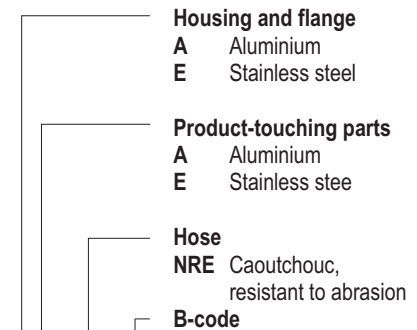 Housing and flange
A Aluminium
E Stainless steel
Product-touching parts
A Aluminium
E Stainless stee
Hose
NRE Caoutchouc,
resistant to abrasion
B-code